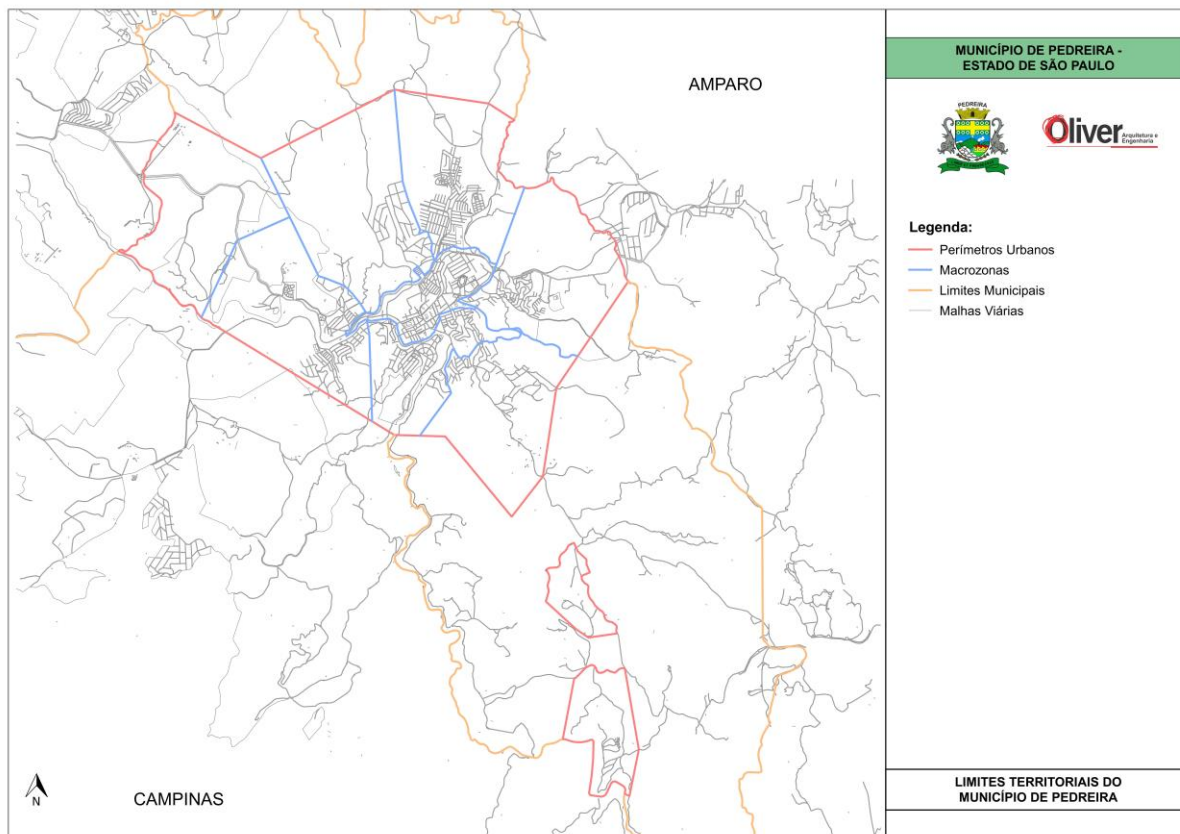 MUNICÍPIO DE PEDREIRA -
ESTADO DE SÃO PAULO
PEDREIRA
Oliver
Arquitetura e
Engenharia
AMPARO
Legenda:
Perímetros Urbanos
Macrozonas
Limites Municipais
Malhas Viárias
N
CAMPINAS
LIMITES TERRITORIAIS DO
MUNICÍPIO DE PEDREIRA